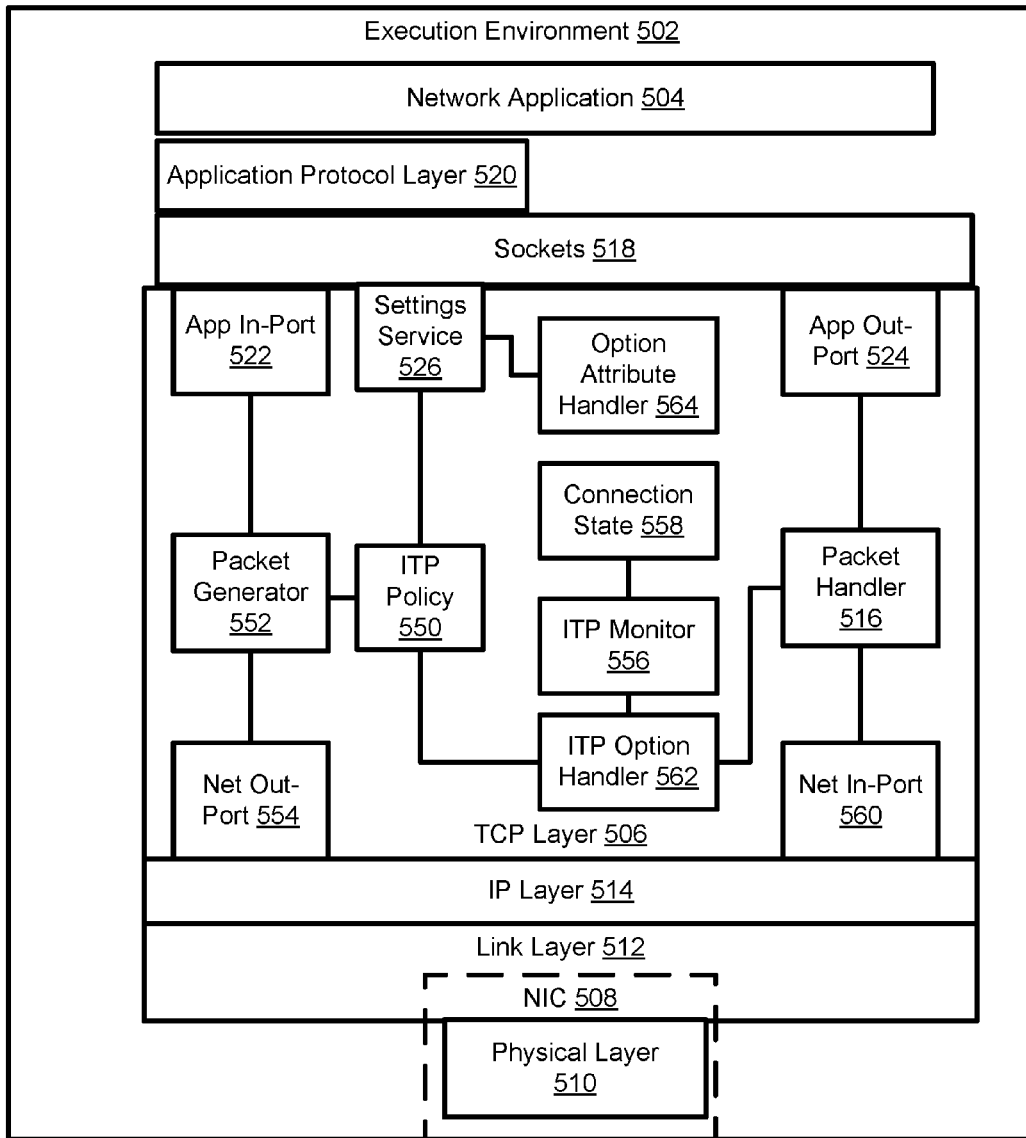 Execution Environment 502
Network Application 504
Application Protocol Layer 520
Sockets 518
App In-Port
522
Settings
Service
526
Option
Attribute
Handler 564
App Out-
Port 524
Connection
State 558
Packet
Generator
552
ITP
Policy
550
ITP Monitor
556
Packet
Handler
516
ITP Option
Handler 562
Net Out-
Port 554
Net In-Port
560
TCP Layer 506
IP Layer 514
Link Layer 512
NIC 508
Physical Layer
510